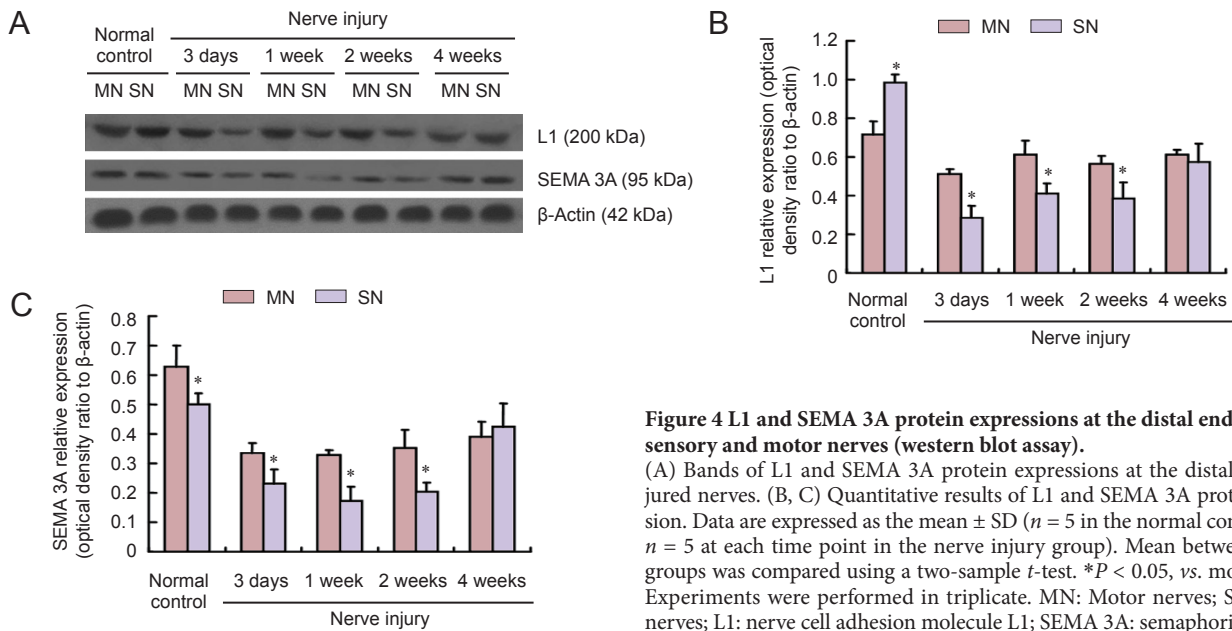 A
Nerve injury
Normal
control
3 days 1 week 2 weeks 4 weeks
MN SN MN SN MN SN MN SN MN SN
L1 (200 kDa)
SEMA 3A (95 kDa)
β-Actin (42 kDa)
B
MN SN
L1 relative expression (optical
density ratio to β-actin)
1.2
1.0
0.8
0.6
0.4
0.2
0
* * * *
Normal
control
3 days 1 week 2 weeks 4 weeks
Nerve injury
C
MN SN
SEMA 3A relative expression
(optical density ratio to β-actin)
0.8
0.7
0.6
0.5
0.4
0.3
0.2
0.1
0
* * * *
Normal
control
3 days 1 week 2 weeks 4 weeks
Nerve injury
Figure 4 L1 and SEMA 3A protein expressions at the distal end
sensory and motor nerves (western blot assay).
(A) Bands of L1 and SEMA 3A protein expressions at the distal
jured nerves. (B, C) Quantitative results of L1 and SEMA 3A prot
sion. Data are expressed as the mean ± SD (n = 5 in the normal con
n = 5 at each time point in the nerve injury group). Mean betwe
groups was compared using a two-sample t-test. *P < 0.05, vs. mo
Experiments were performed in triplicate. MN: Motor nerves; S
nerves; L1: nerve cell adhesion molecule L1; SEMA 3A: semaphori